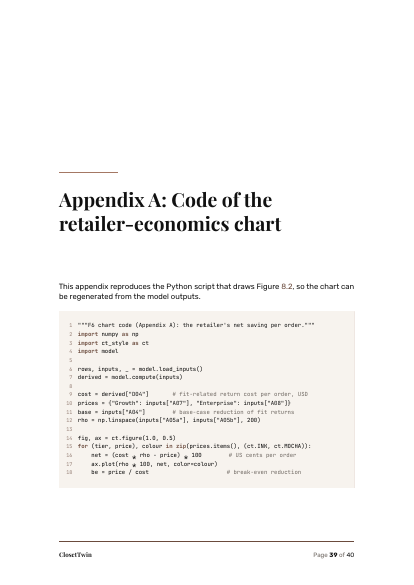 Appendix A: Code of the
retailer-economics chart
This appendix reproduces the Python script that draws Figure 8.2, so the chart can
be regenerated from the model outputs.
1 """F6 chart code (Appendix A): the retailer's net saving per order."""
2 import numpy as np
3 import ct_style as ct
4 import model
5
6 rows, inputs, _ = model.load_inputs()
7 derived = model.compute(inputs)
8
9 cost = derived["D04"] # fit-related return cost per order, USD
10 prices = {"Growth": inputs["A07"], "Enterprise": inputs["A08"]}
11 base = inputs["A04"] # base-case reduction of fit returns
12 rho = np.linspace(inputs["A05a"], inputs["A05b"], 200)
13
14 fig, ax = ct.figure(1.0, 0.5)
15 for (tier, price), colour in zip(prices.items(), (ct.INK, ct.MOCHA)):
16 net = (cost * rho - price) * 100 # US cents per order
17 ax.plot(rho * 100, net, color=colour)
18 be = price / cost # break-even reduction
ClosetTwin Page 39 of 40